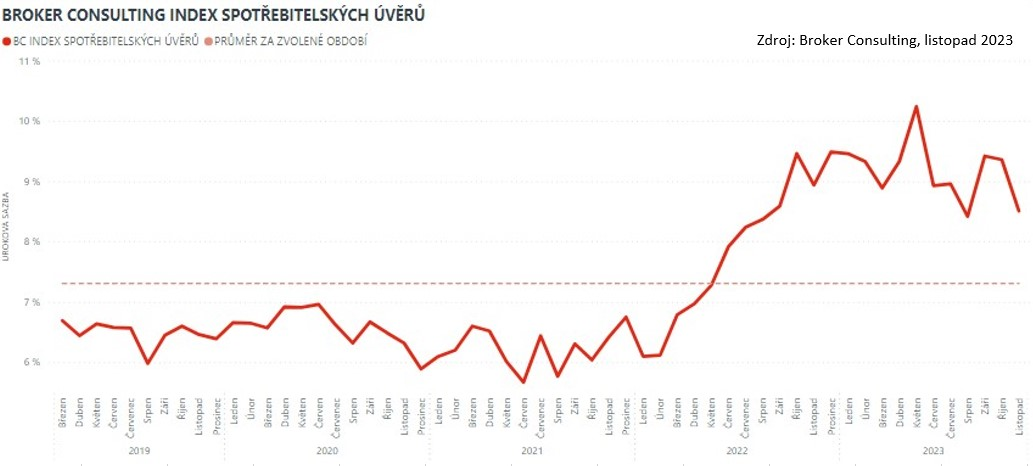 BROKER CONSULTING INDEX SPOTŘEBITELSKÝCH ÚVĚRŮ
BC INDEX SPOTŘEBITELSKÝCH ÚVĚRŮ PRŮMĚR ZA ZVOLENÉ OBDOBÍ
Zdroj: Broker Consulting, listopad 2023
11 %
10 %
9 %
8 %
7 %
6 %
ÚROKOVÁ SAZBA
Březen
Duben
Květen
Červen
Červenec
Srpen
Září
Říjen
Listopad
Prosinec
Leden
Únor
Březen
Duben
Květen
Červen
Červenec
Srpen
Září
Říjen
Listopad
Prosinec
Leden
Únor
Březen
Duben
Květen
Červen
Červenec
Srpen
Září
Říjen
Listopad
Prosinec
Leden
Únor
Březen
Duben
Květen
Červen
Červenec
Srpen
Září
Říjen
Listopad
Prosinec
Leden
Únor
Březen
Duben
Květen
Červen
Červenec
Srpen
Září
Říjen
Listopad
2019
2020
2021
2022
2023